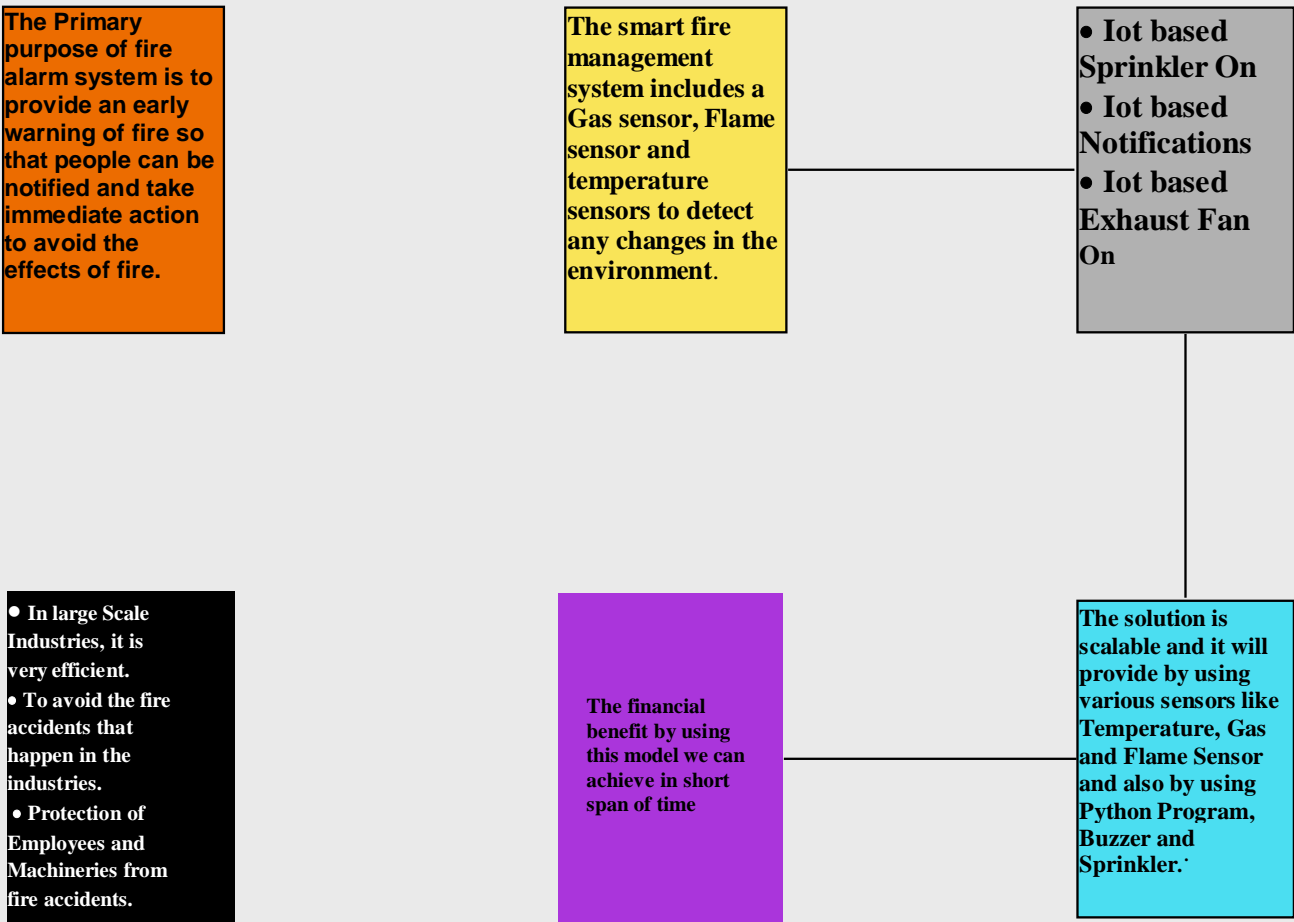 The Primary
purpose of fire
alarm system is to
provide an early
warning of fire so
that people can be
notified and take
immediate action
to avoid the
effects of fire.
The smart fire
management
system includes a
Gas sensor, Flame
sensor and
temperature
sensors to detect
any changes in the
environment.
• Iot based
Sprinkler On
• Iot based
Notifications
• Iot based
Exhaust Fan
On
• In large Scale
Industries, it is
very efficient.
• To avoid the fire
accidents that
happen in the
industries.
• Protection of
Employees and
Machineries from
fire accidents.
The financial
benefit by using
this model we can
achieve in short
span of time
The solution is
scalable and it will
provide by using
various sensors like
Temperature, Gas
and Flame Sensor
and also by using
Python Program,
Buzzer and
Sprinkler.